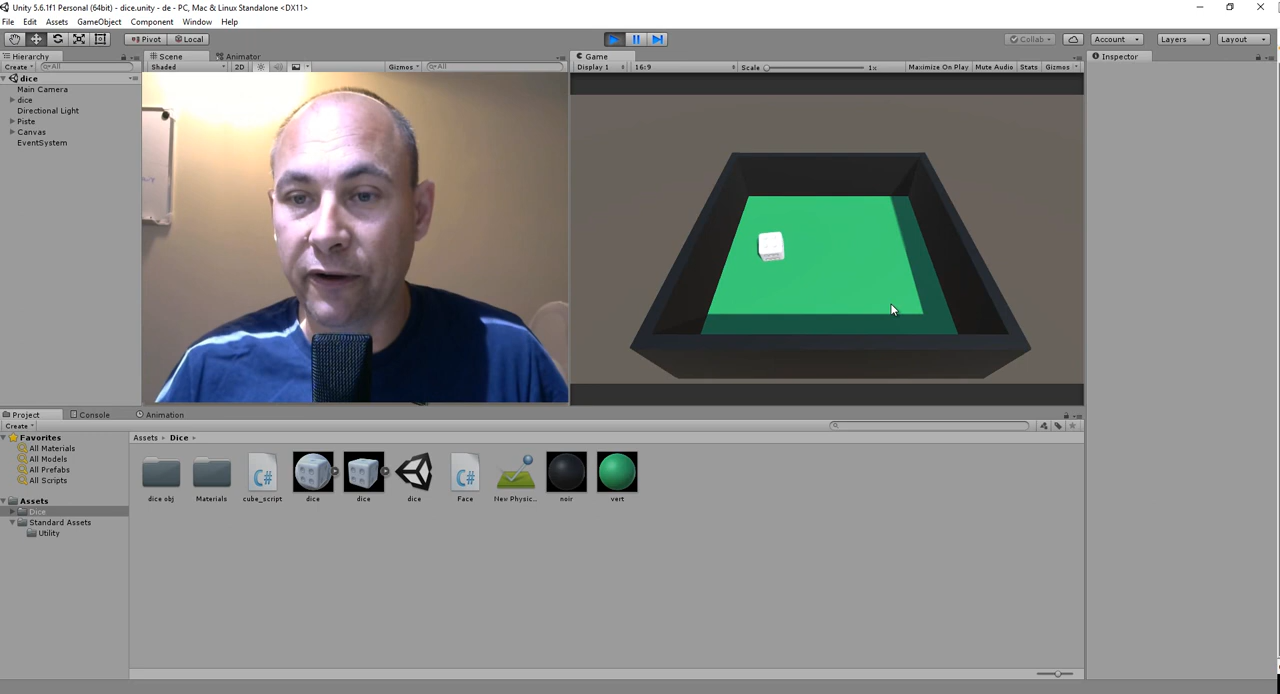 Unity 5.6.1f1 Personal (64bit) - dice.unity - de - PC, Mac & Linux Standalone <DX11>
File Edit Assets GameObject Component Window Help
Pivot Local Collab Account Layers Layout
Hierarchy Scene Animator Game Inspector
Create All Shaded 2D Gizmos All Display 1 16:9 Scale 1x Maximize On Play Mute Audio Stats Gizmos
dice
Main Camera
dice
Directional Light
Piste
Canvas
EventSystem
Project Console Animation
Create
Favorites
All Materials
All Models
All Prefabs
All Scripts
Assets
Dice
Standard Assets
Utility
Assets Dice
C# C#
dice obj Materials cube_script dice dice dice Face New Physic... noir vert